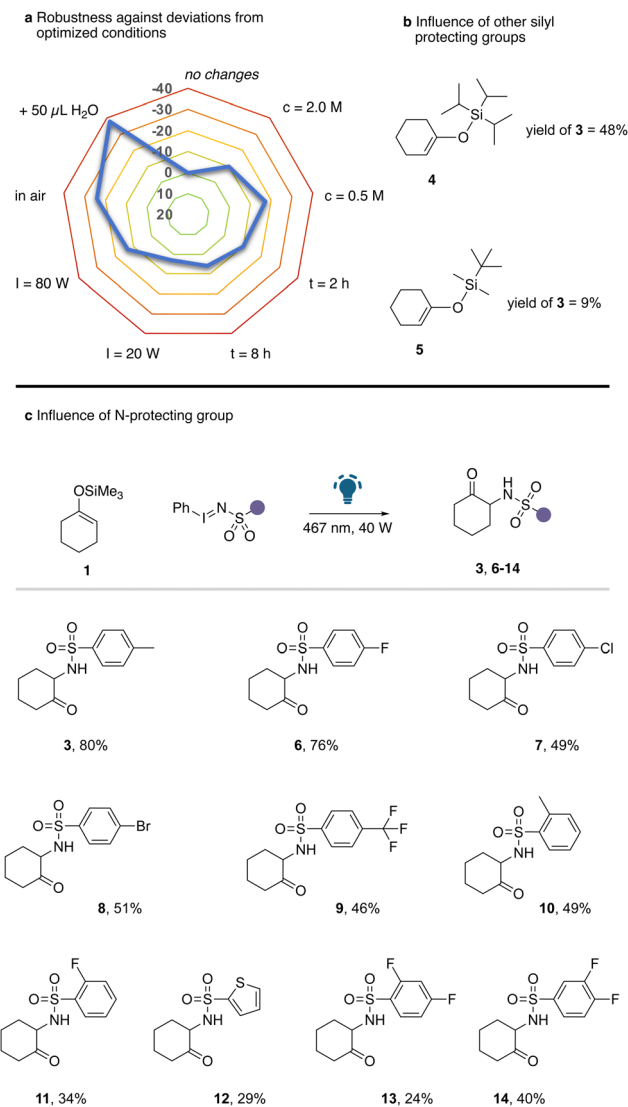 a Robustness against deviations from
optimized conditions
no changes
-40
-30
-20
-10
0
10
20
+ 50 µL H2O
c = 2.0 M
in air
c = 0.5 M
I = 80 W
t = 2 h
I = 20 W
t = 8 h
b Influence of other silyl
protecting groups
Si
O
4
yield of 3 = 48%
Si
O
5
yield of 3 = 9%
c Influence of N-protecting group
OSiMe3
1
Ph
I
N
S
O O
467 nm, 40 W
O
H
N
O
S
O
3, 6-14
O
O S
NH
O
3, 80%
O
O S
F
NH
O
6, 76%
O
O S
Cl
NH
O
7, 49%
O
O S
Br
NH
O
8, 51%
O
O S
F
F
F
NH
O
9, 46%
O
O S
NH
O
10, 49%
F
O
O S
NH
O
11, 34%
O
S
O S
NH
O
12, 29%
F
O
O S
F
NH
O
13, 24%
F
O
O S
F
NH
O
14, 40%